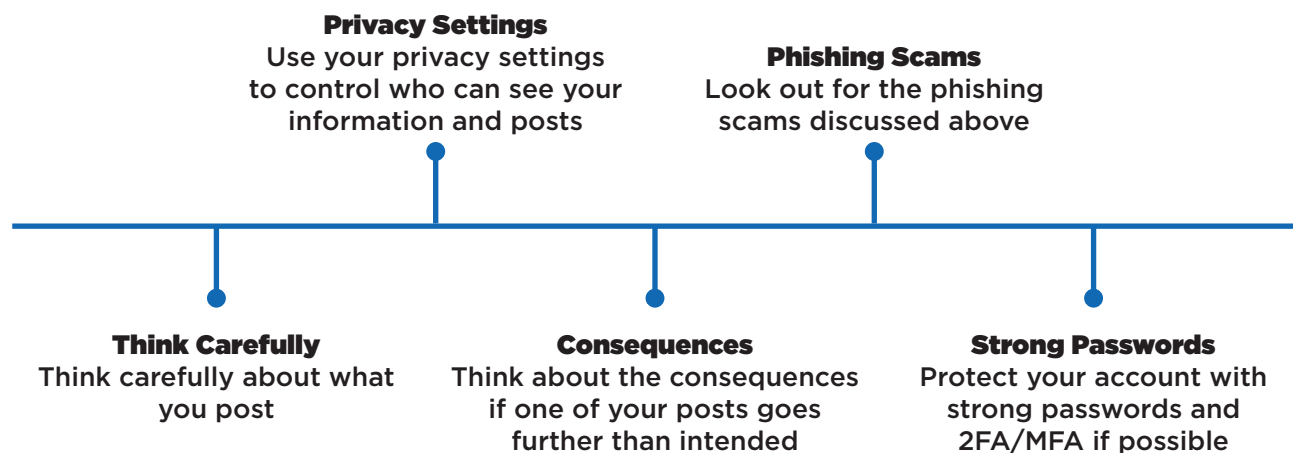 Privacy Settings
Use your privacy settings
to control who can see your
information and posts
Phishing Scams
Look out for the phishing
scams discussed above
Think Carefully
Think carefully about what
you post
Consequences
Think about the consequences
if one of your posts goes
further than intended
Strong Passwords
Protect your account with
strong passwords and
2FA/MFA if possible